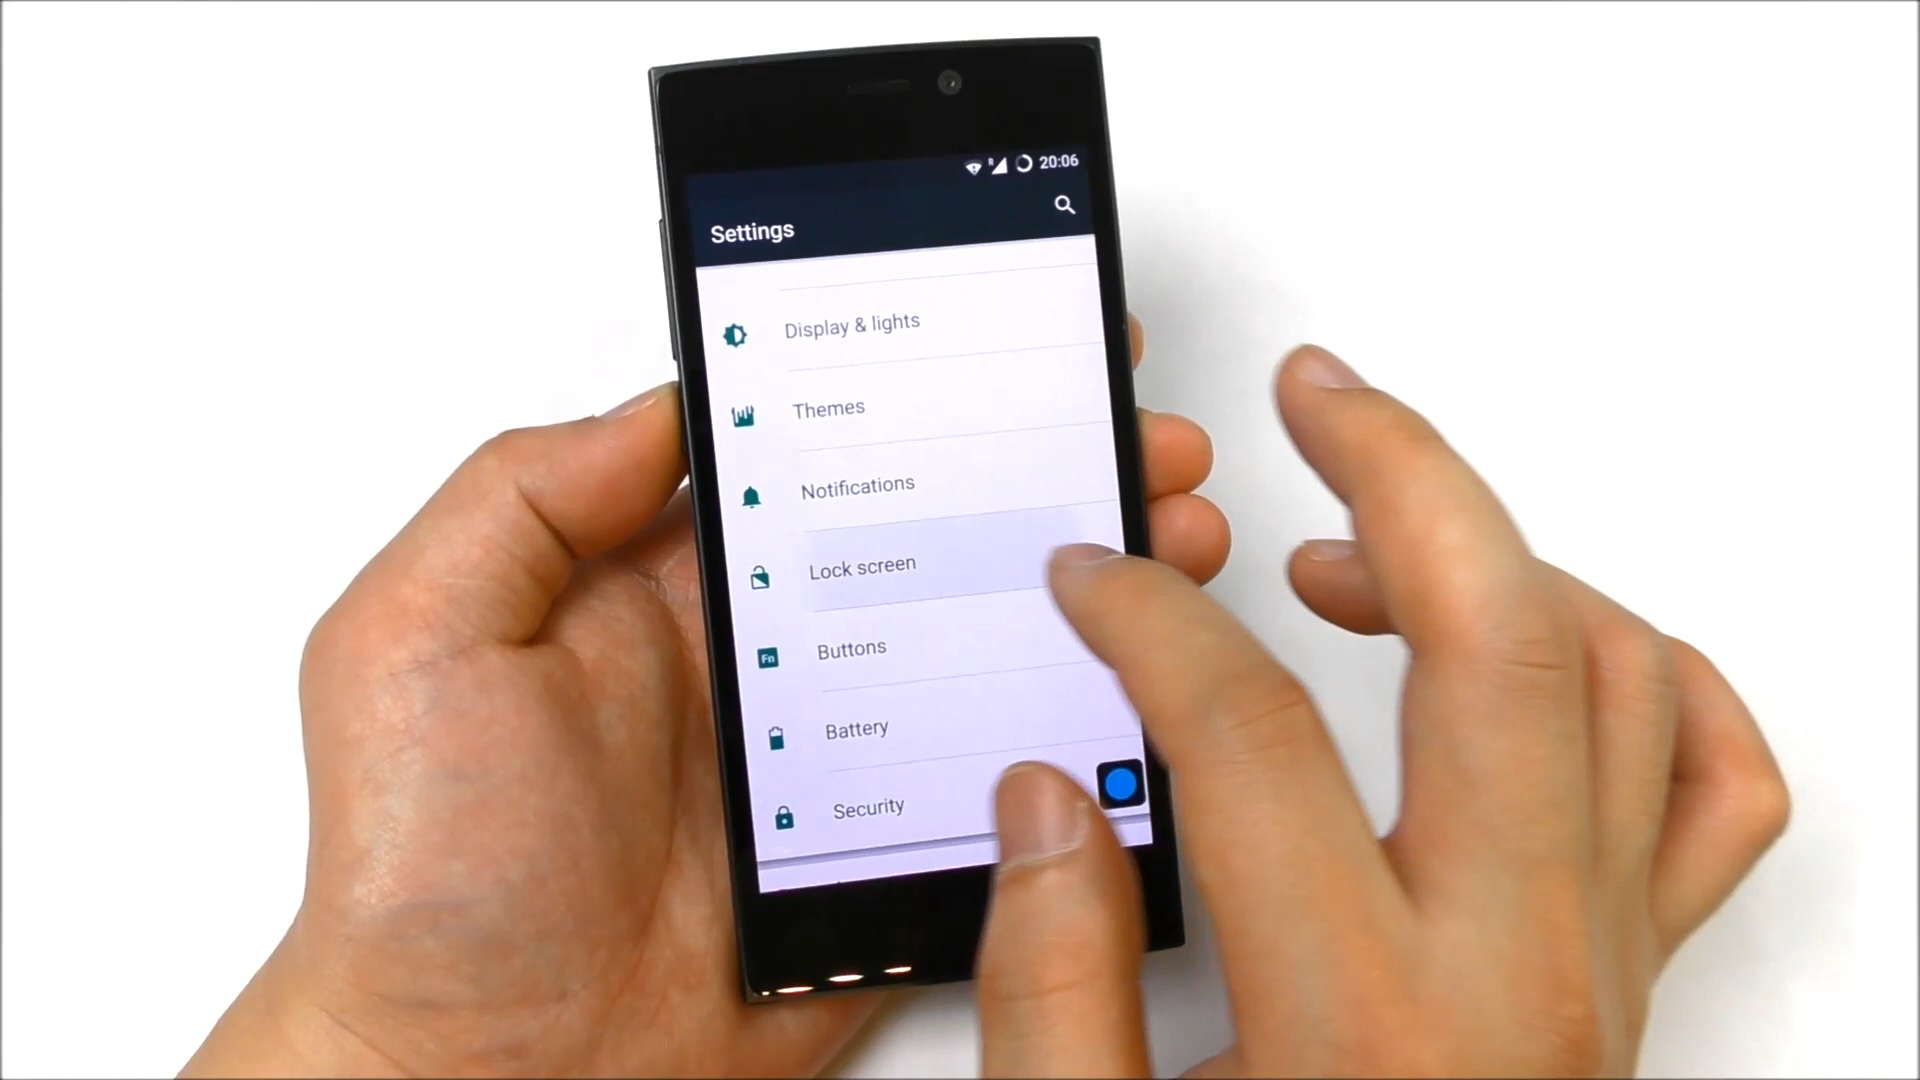 R 20:06
Settings
Display & lights
Themes
Notifications
Lock screen
Fn Buttons
Battery
Security